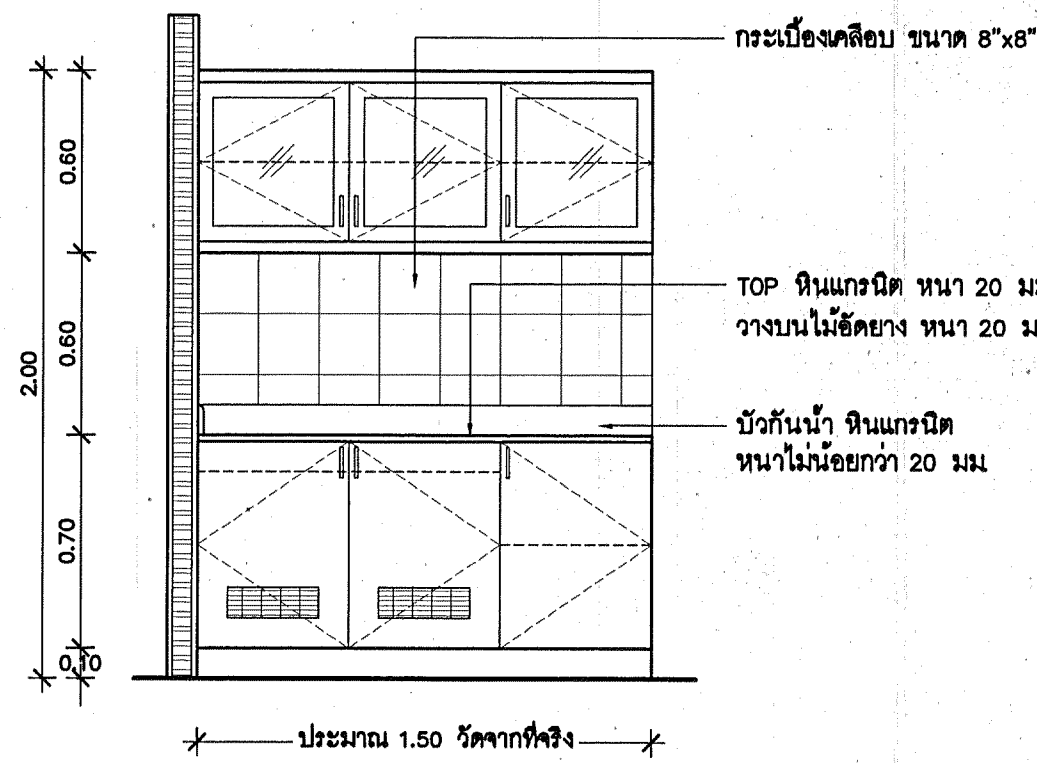 กระเบื้องเคลือบ ขนาด 8"x8"
TOP หินแกรนิต หนา 20 มม
วางบนไม้อัดยาง หนา 20 ม
บัวกันน้ำ หินแกรนิต
หนาไม่น้อยกว่า 20 มม.
2.00
0.60
0.60
0.70
0.10
ประมาณ 1.50 วัดจากที่จริง